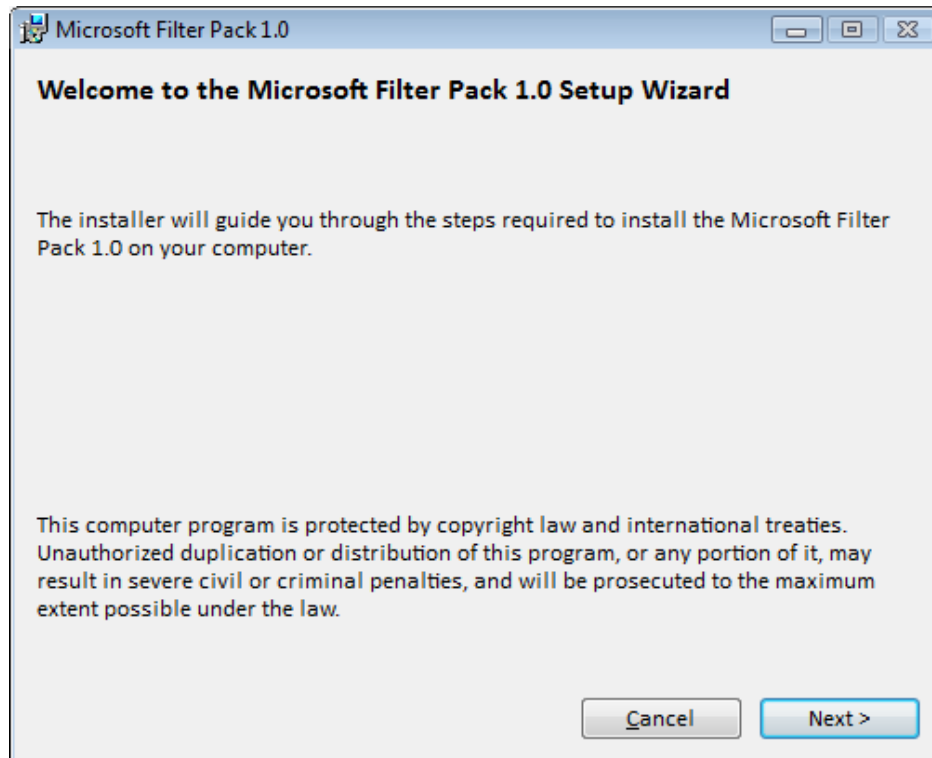 Microsoft Filter Pack 1.0
Welcome to the Microsoft Filter Pack 1.0 Setup Wizard
The installer will guide you through the steps required to install the Microsoft Filter
Pack 1.0 on your computer.
This computer program is protected by copyright law and international treaties.
Unauthorized duplication or distribution of this program, or any portion of it, may
result in severe civil or criminal penalties, and will be prosecuted to the maximum
extent possible under the law.
Cancel
Next >